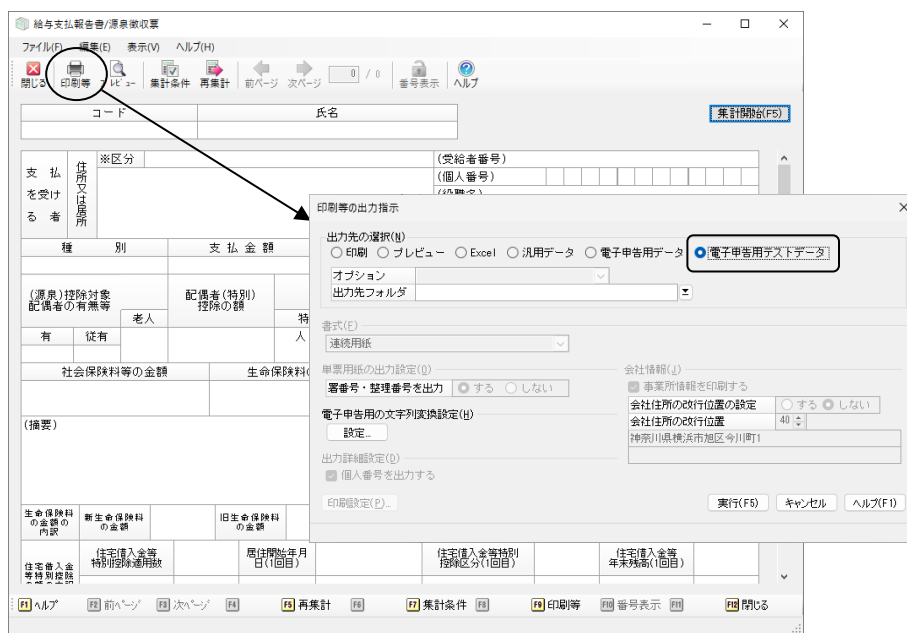 給与支払報告書/源泉徴収票
ファイル(F) 編集(E) 表示(V) ヘルプ(H)
閉じる 印刷等 集計条件 再集計 前ページ 次ページ 0 / 0 番号表示 ヘルプ
コード 氏名 集計開始(F5)
支払を受ける者 住所又は居所 ※区分 (受給者番号)
(個人番号)
種 別 支 払 金 額
(源泉)控除対象配偶者の有無等 老人 配偶者(特別)控除の額 特
有 従有 人
社会保険料等の金額 生命保険料
(摘要)
生命保険料の金額の内訳 新生命保険料の金額 旧生命保険料の金額
住宅借入金等特別控除 住宅借入金等特別控除適用数 居住開始年月日(1回目) 住宅借入金等特別控除区分(1回目) 住宅借入金等年末残高(1回目)
印刷等の出力指示
出力先の選択(N)
印刷 プレビュー Excel 汎用データ 電子申告用データ 電子申告用テストデータ
オプション
出力先フォルダ
書式(F)
連続用紙
単票用紙の出力設定(O)
署番号・整理番号を出力 する しない
電子申告用の文字列変換設定(H)
設定...
出力詳細設定(D)
個人番号を出力する
印刷設定(P)...
会社情報(J)
事業所情報を印刷する
会社住所の改行位置の設定 する しない
会社住所の改行位置 40
神奈川県横浜市旭区今川町1
実行(F5) キャンセル ヘルプ(F1)
F1 ヘルプ F2 前ページ F3 次ページ F4 F5 再集計 F6 F7 集計条件 F8 F9 印刷等 F10 番号表示 F11 F12 閉じる